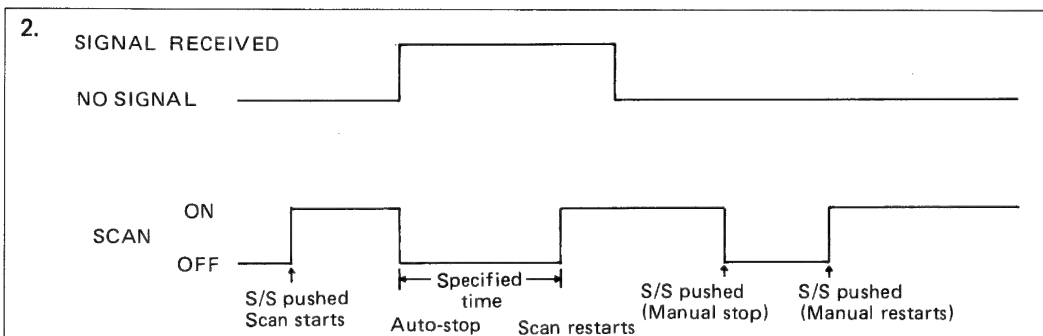 2.
SIGNAL RECEIVED
NO SIGNAL
ON
SCAN
OFF
Specified
time
S/S pushed
Scan starts
Auto-stop
Scan restarts
S/S pushed
(Manual stop)
S/S pushed
(Manual restarts)